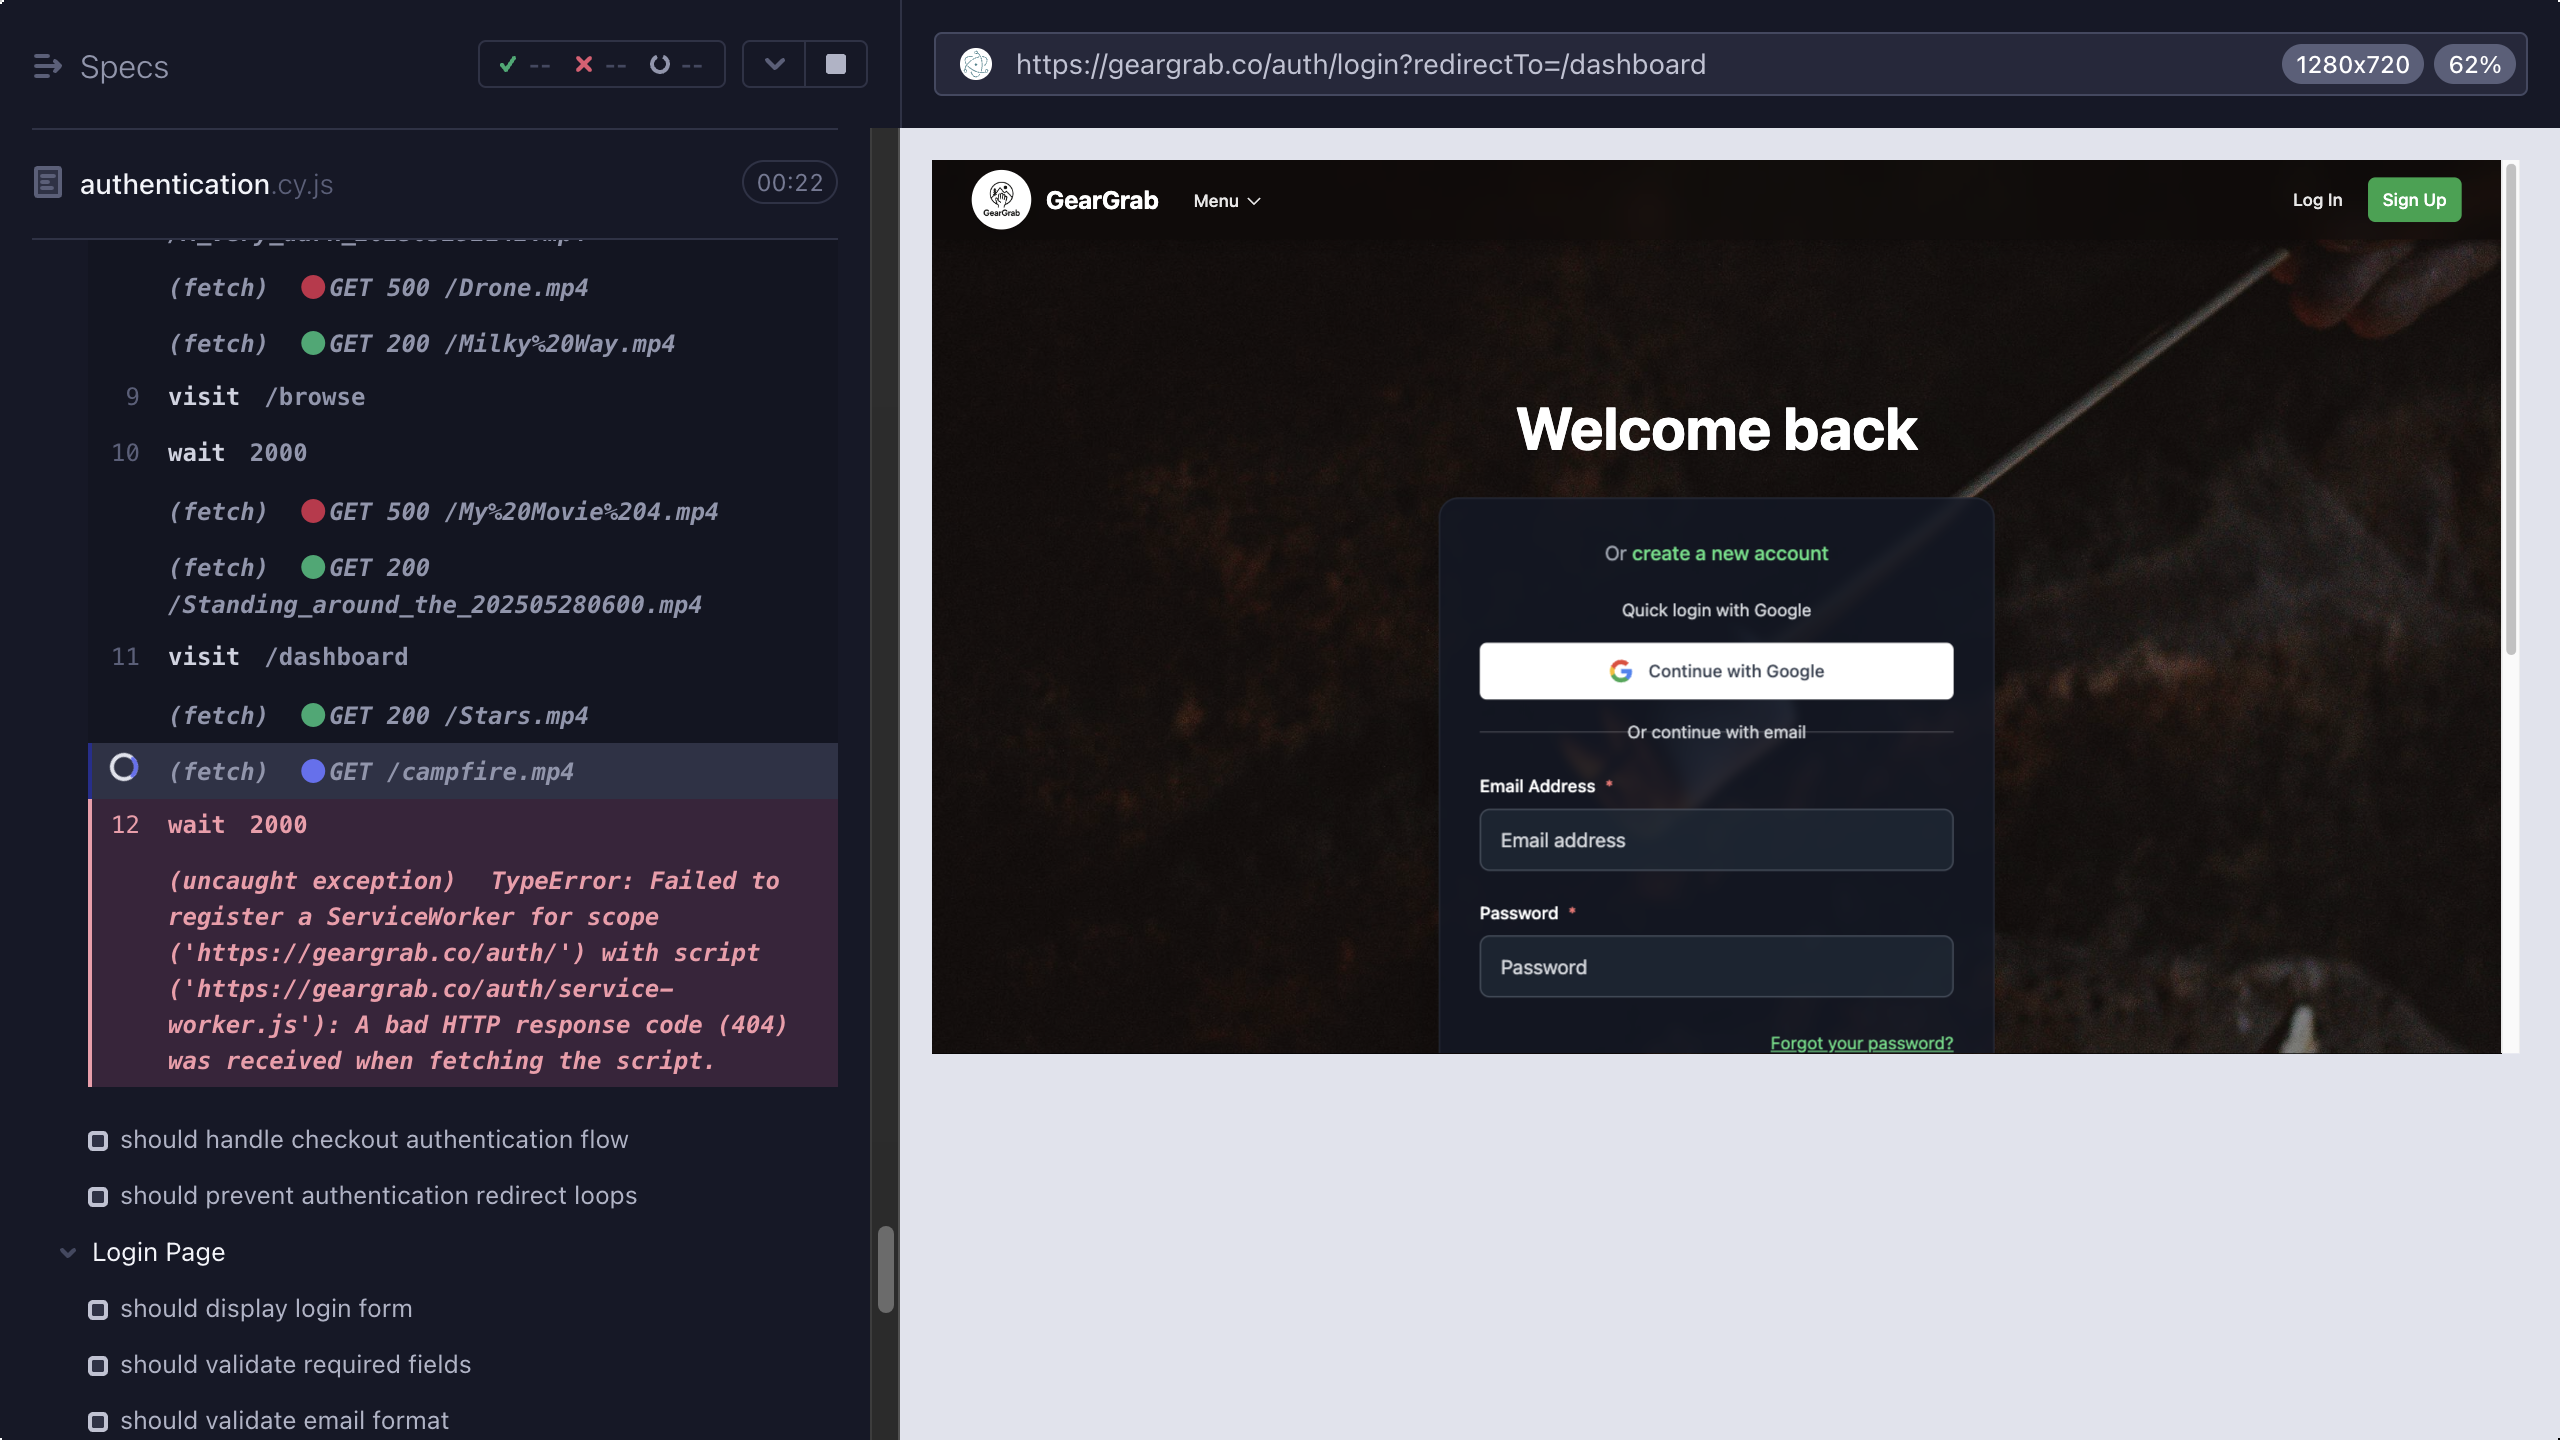 Specs
-- -- --
authentication.cy.js
00:22
(fetch) GET 500 /Drone.mp4
(fetch) GET 200 /Milky%20Way.mp4
9 visit /browse
10 wait 2000
(fetch) GET 500 /My%20Movie%204.mp4
(fetch) GET 200
/Standing_around_the_202505280600.mp4
11 visit /dashboard
(fetch) GET 200 /Stars.mp4
(fetch) GET /campfire.mp4
12 wait 2000
(uncaught exception) TypeError: Failed to
register a ServiceWorker for scope
('https://geargrab.co/auth/') with script
('https://geargrab.co/auth/service-
worker.js'): A bad HTTP response code (404)
was received when fetching the script.
should handle checkout authentication flow
should prevent authentication redirect loops
Login Page
should display login form
should validate required fields
should validate email format
https://geargrab.co/auth/login?redirectTo=/dashboard
1280x720
62%
GearGrab
GearGrab
Menu
Log In
Sign Up
Welcome back
Or create a new account
Quick login with Google
Continue with Google
Or continue with email
Email Address *
Email address
Password *
Password
Forgot your password?